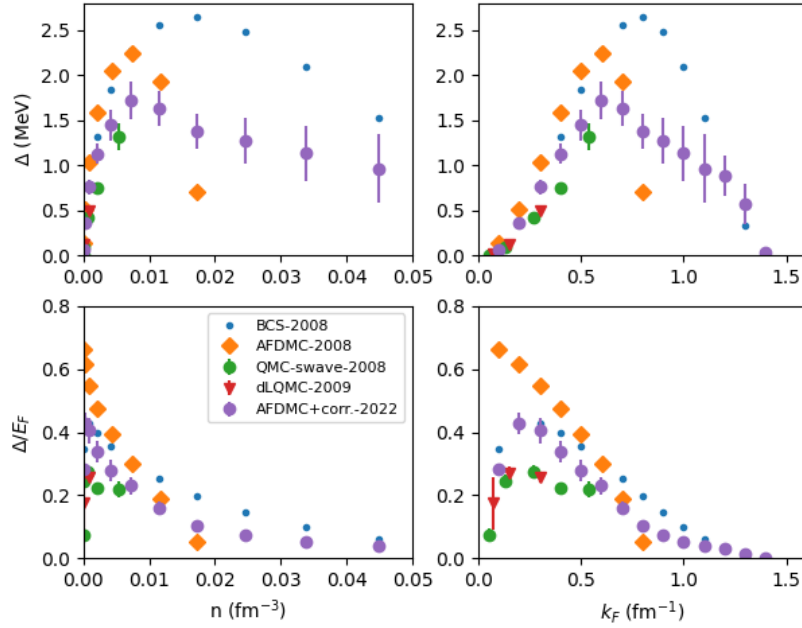 Δ (MeV)
2.5
2.0
1.5
1.0
0.5
0.0
0.00 0.01 0.02 0.03 0.04 0.05
2.5
2.0
1.5
1.0
0.5
0.0
0.0 0.5 1.0 1.5
Δ/E_F
0.8
0.6
0.4
0.2
0.0
BCS-2008
AFDMC-2008
QMC-swave-2008
dLQMC-2009
AFDMC+corr.-2022
0.00 0.01 0.02 0.03 0.04 0.05
n (fm⁻³)
0.8
0.6
0.4
0.2
0.0
0.0 0.5 1.0 1.5
k_F (fm⁻¹)